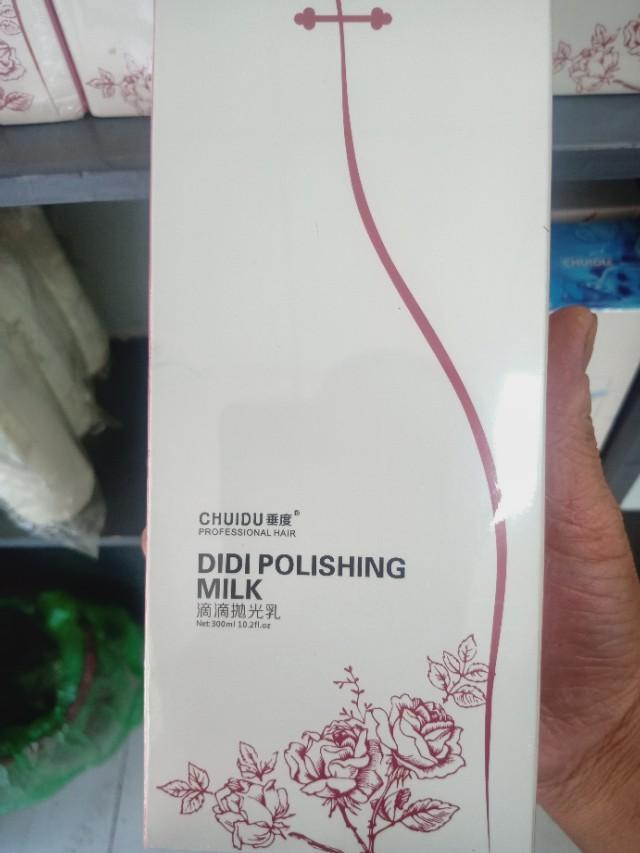 CHUIDU
CHUIDU垂度®
PROFESSIONAL HAIR
DIDI POLISHING
MILK
滴滴抛光乳
Net:300ml 10.2fl.oz